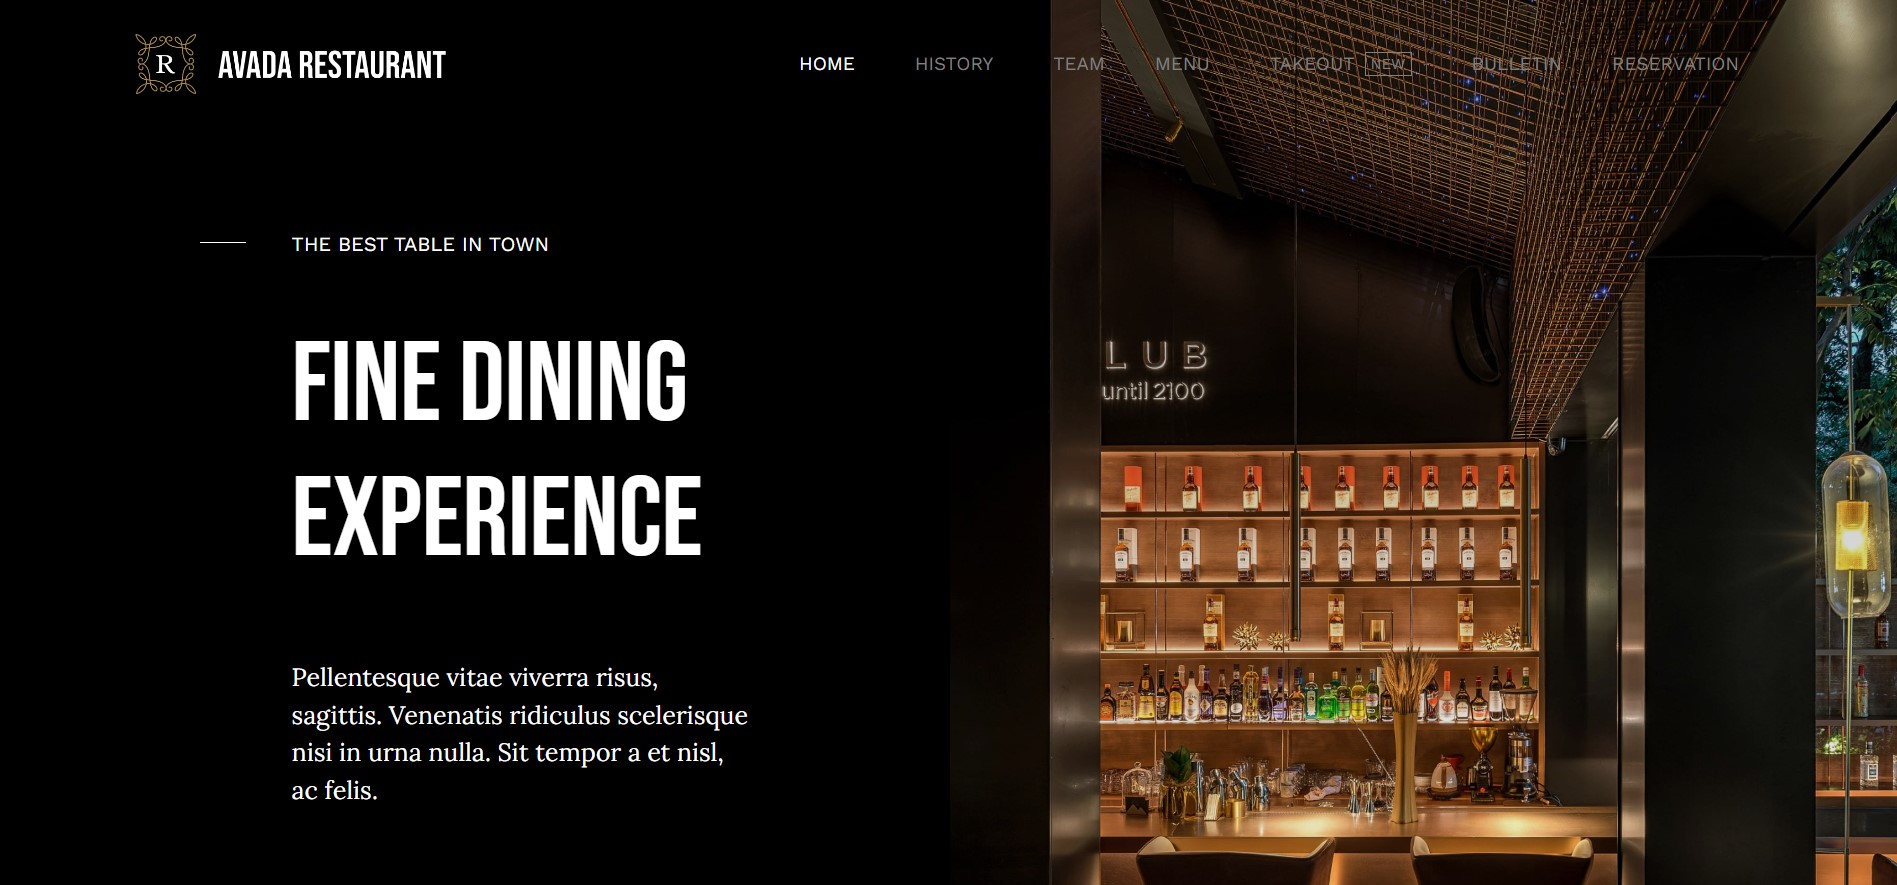 R
AVADA RESTAURANT
HOME HISTORY TEAM MENU TAKEOUT NEW BULLETIN RESERVATION
THE BEST TABLE IN TOWN
FINE DINING
EXPERIENCE
Pellentesque vitae viverra risus,
sagittis. Venenatis ridiculus scelerisque
nisi in urna nulla. Sit tempor a et nisl,
ac felis.
LUB
until 2100